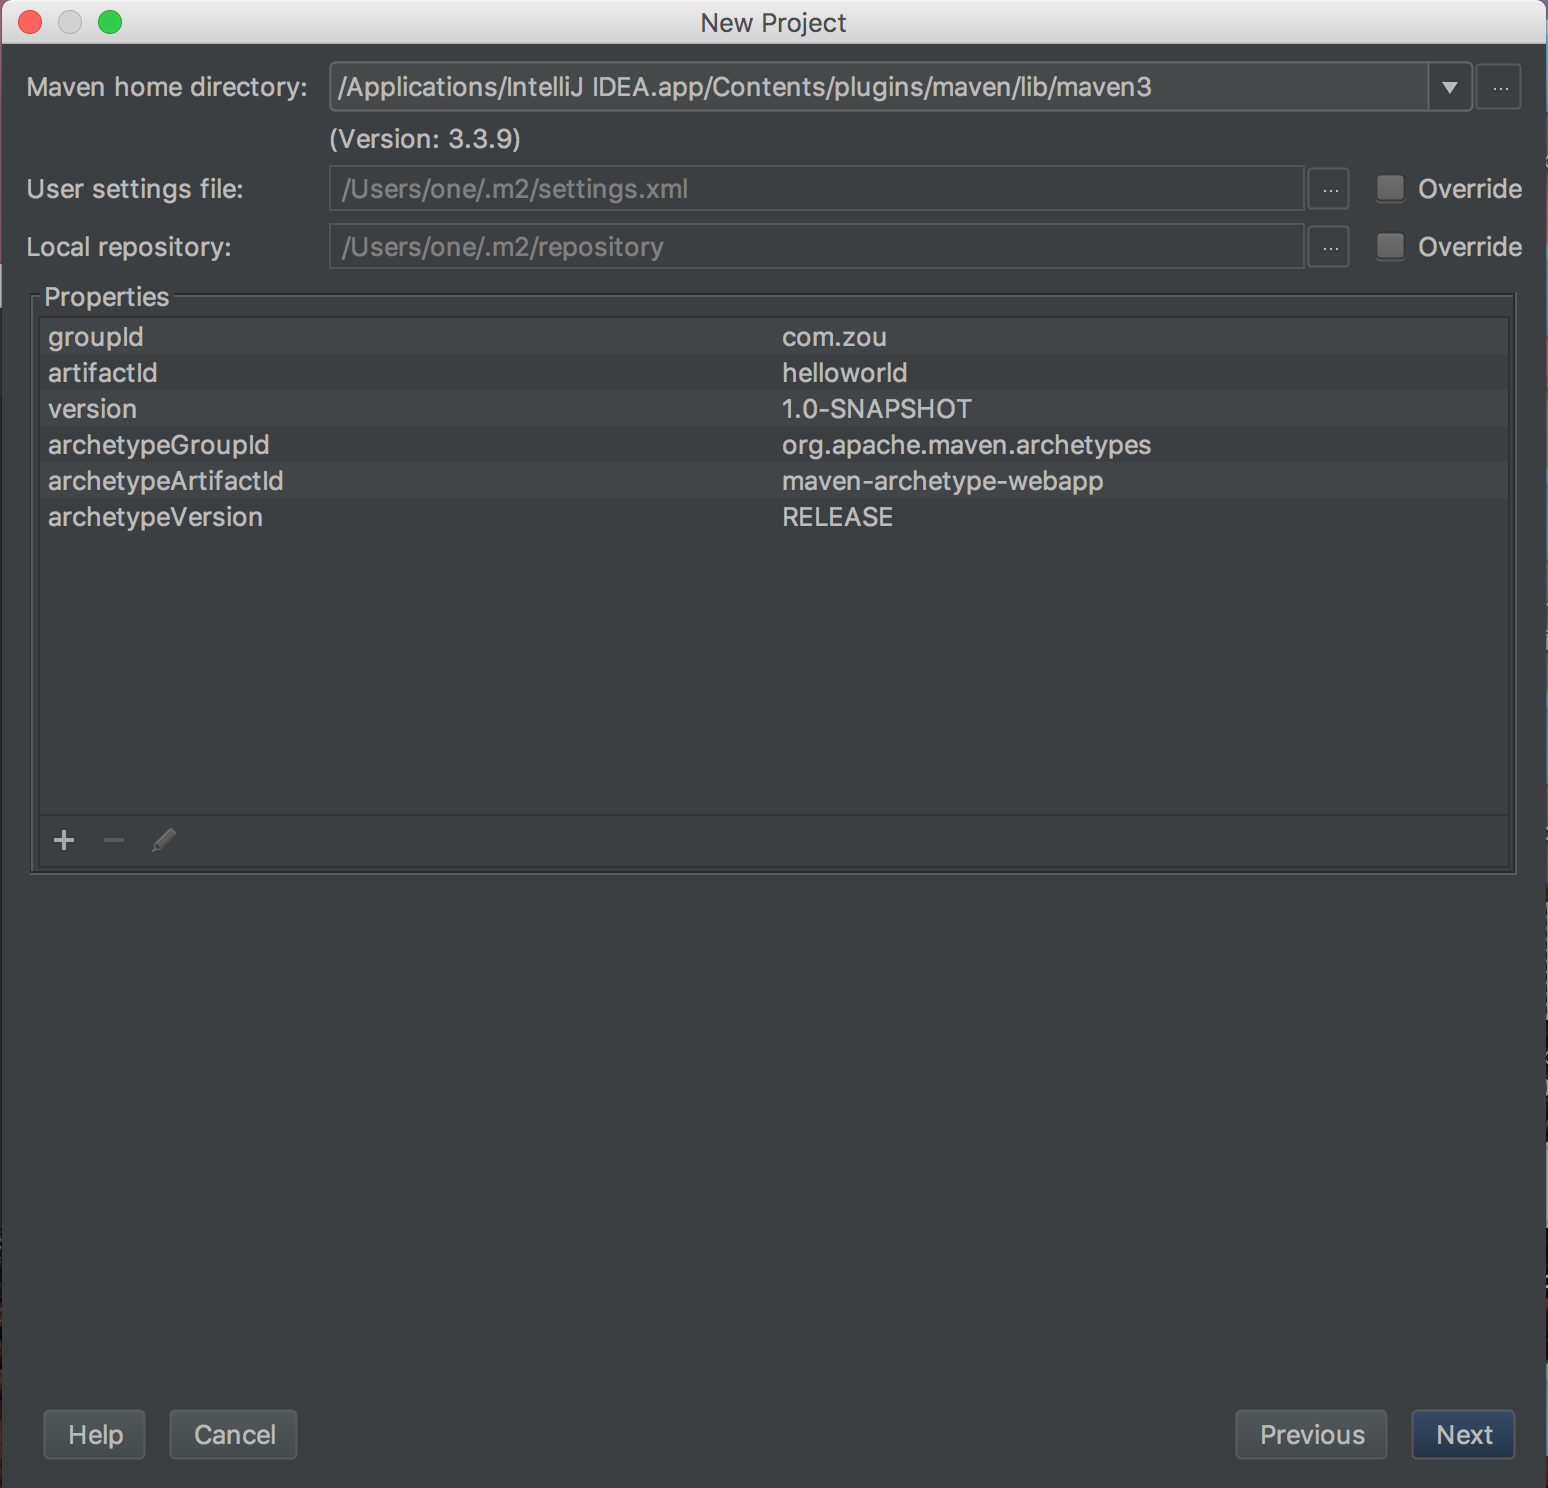 New Project
Maven home directory: /Applications/IntelliJ IDEA.app/Contents/plugins/maven/lib/maven3 ...
(Version: 3.3.9)
User settings file: /Users/one/.m2/settings.xml ... Override
Local repository: /Users/one/.m2/repository ... Override
Properties
groupId com.zou
artifactId helloworld
version 1.0-SNAPSHOT
archetypeGroupId org.apache.maven.archetypes
archetypeArtifactId maven-archetype-webapp
archetypeVersion RELEASE
Help Cancel Previous Next